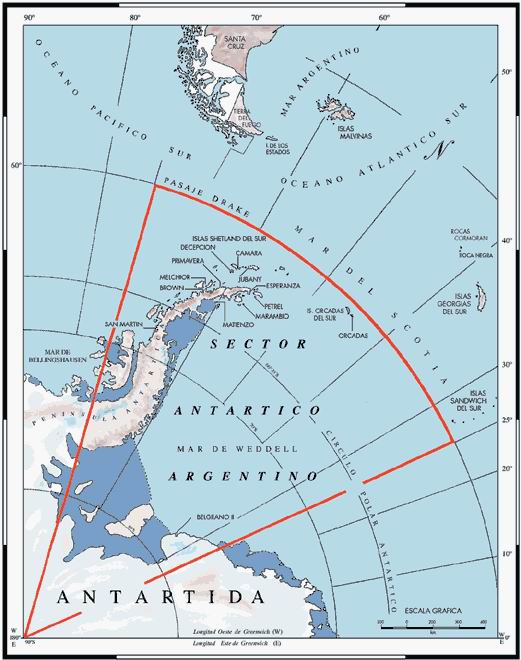 90°
80°
70°
60°
50°
40°
30°
25°
20°
10°
60°
OCEANO PACIFICO SUR
SANTA
CRUZ
TIERRA
DEL
FUEGO
I. DE LOS
ESTADOS
MAR ARGENTINO
ISLAS
MALVINAS
OCEANO ATLANTICO SUR
N
PASAJE DRAKE
MAR DEL SCOTIA
ROCAS
CORMORAN
ROCA NEGRA
ISLAS
GEORGIAS
DEL SUR
ISLAS
SANDWICH
DEL SUR
ISLAS SHETLAND DEL SUR
DECEPCION
CAMARA
PRIMAVERA
JUBANY
MELCHIOR
BROWN
ESPERANZA
PETREL
MARAMBIO
MATIENZO
SAN MARTIN
IS. ORCADAS
DEL SUR
ORCADAS
MAR DE
BELLINGSHAUSEN
PENINSULA ANTARTICA
SECTOR
ANTARTICO
MAR DE WEDDELL
ARGENTINO
CIRCULO POLAR ANTARTICO
BELGRANO II
ANTARTIDA
ESCALA GRAFICA
100 0 100 200 300 400
km.
W
180°
E
90°S
W
0°
E
Longitud Oeste de Greenwich (W)
Longitud Este de Greenwich (E)